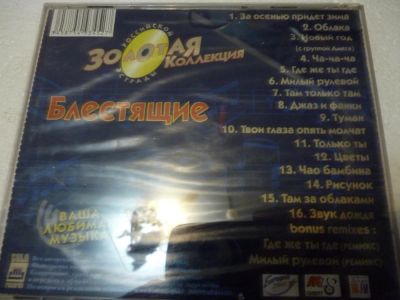 РОССИЙСКОЙ
ЗОЛОТАЯ
КОЛЛЕКЦИЯ
ЭСТРАДЫ
Блестящие
1. За осенью придет зима
2. Облака
3. Новый год
(с группой Амега)
4. Ча-ча-ча
5. Где же ты где
6. Милый рулевой
7. Там только там
8. Джаз и фанки
9. Туман
10. Твои глаза опять молчат
11. Только ты
12. Цветы
13. Чао бамбина
14. Рисунок
15. Там за облаками
16. Звук дождя
bonus remixes :
Где же ты где (РЕМИКС)
Милый рулевой (РЕМИКС)
ВАША
ЛЮБИМАЯ
МУЗЫКА